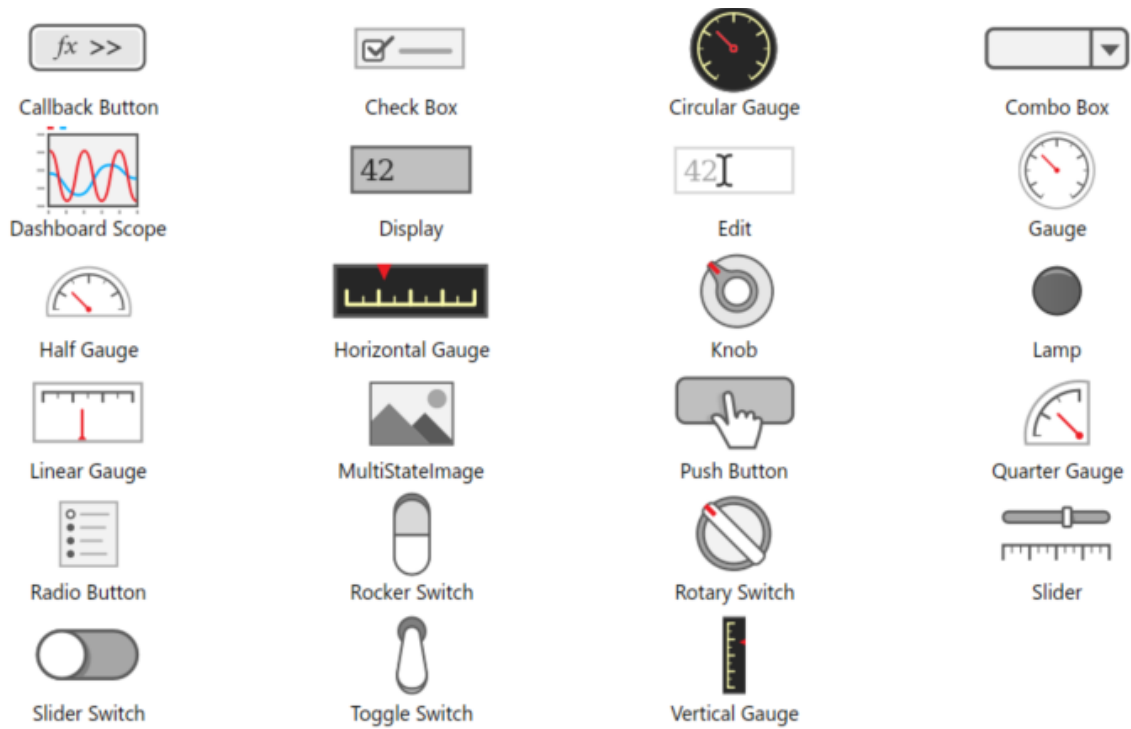 fx >>
Callback Button
Check Box
Circular Gauge
Combo Box
Dashboard Scope
42
Display
42
Edit
Gauge
Half Gauge
Horizontal Gauge
Knob
Lamp
Linear Gauge
MultiStateImage
Push Button
Quarter Gauge
Radio Button
Rocker Switch
Rotary Switch
Slider
Slider Switch
Toggle Switch
Vertical Gauge